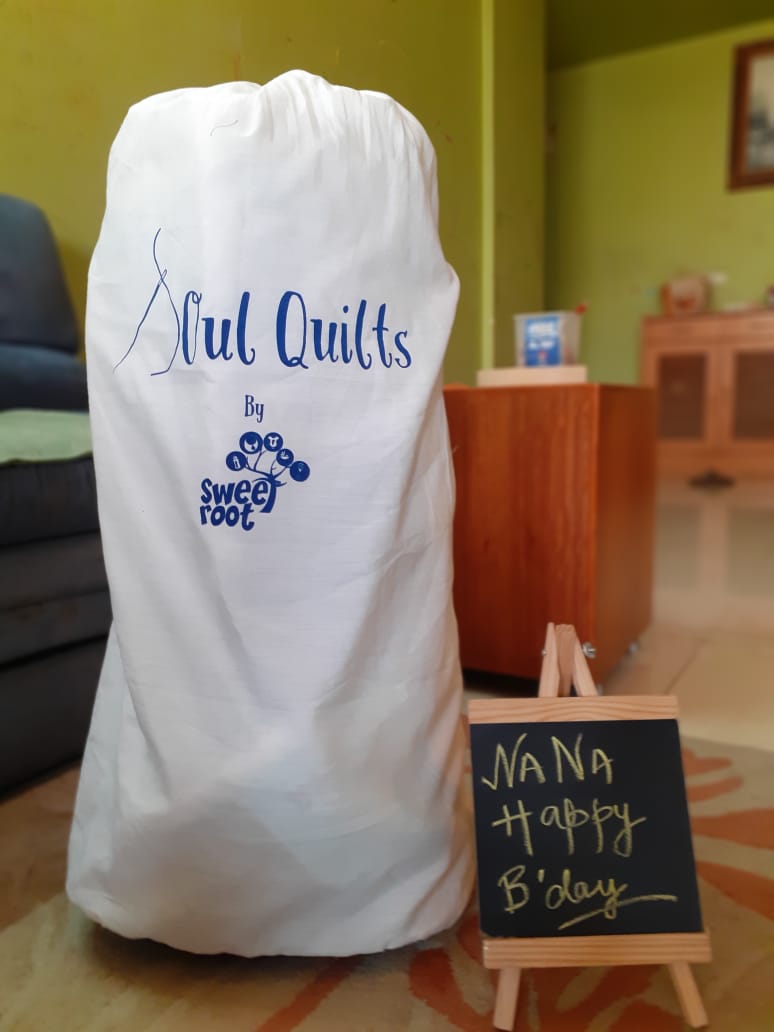 Soul Quilts
By
sweet
root
NANA
Happy
B'day